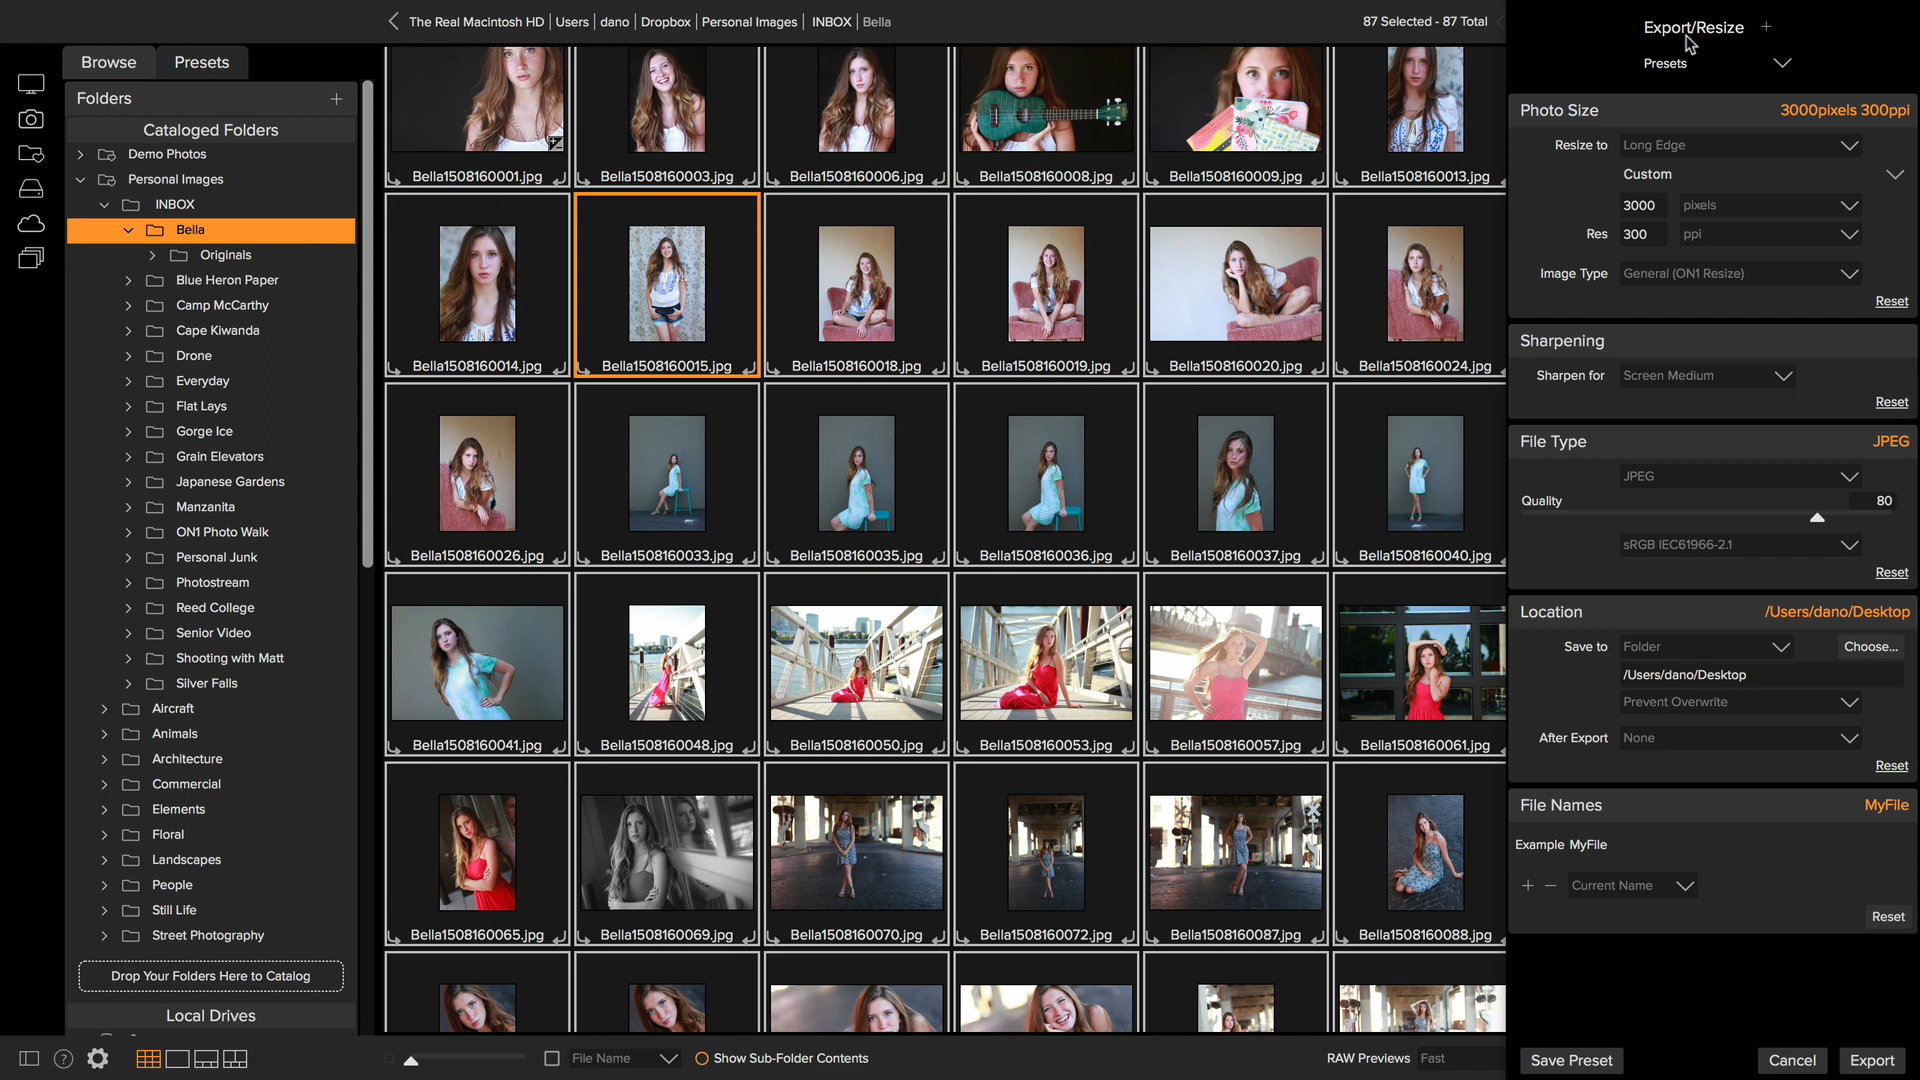 The Real Macintosh HD | Users | dano | Dropbox | Personal Images | INBOX | Bella
87 Selected - 87 Total
Export/Resize +
Presets
Browse
Presets
Folders +
Cataloged Folders
Demo Photos
Personal Images
INBOX
Bella
Originals
Blue Heron Paper
Camp McCarthy
Cape Kiwanda
Drone
Everyday
Flat Lays
Gorge Ice
Grain Elevators
Japanese Gardens
Manzanita
ON1 Photo Walk
Personal Junk
Photostream
Reed College
Senior Video
Shooting with Matt
Silver Falls
Aircraft
Animals
Architecture
Commercial
Elements
Floral
Landscapes
People
Still Life
Street Photography
Drop Your Folders Here to Catalog
Local Drives
Bella1508160001.jpg
Bella1508160003.jpg
Bella1508160006.jpg
Bella1508160008.jpg
Bella1508160009.jpg
Bella1508160013.jpg
Bella1508160014.jpg
Bella1508160015.jpg
Bella1508160018.jpg
Bella1508160019.jpg
Bella1508160020.jpg
Bella1508160024.jpg
Bella1508160026.jpg
Bella1508160033.jpg
Bella1508160035.jpg
Bella1508160036.jpg
Bella1508160037.jpg
Bella1508160040.jpg
Bella1508160041.jpg
Bella1508160048.jpg
Bella1508160050.jpg
Bella1508160053.jpg
Bella1508160057.jpg
Bella1508160061.jpg
Bella1508160065.jpg
Bella1508160069.jpg
Bella1508160070.jpg
Bella1508160072.jpg
Bella1508160087.jpg
Bella1508160088.jpg
Photo Size 3000pixels 300ppi
Resize to Long Edge
Custom
3000 pixels
Res 300 ppi
Image Type General (ON1 Resize)
Reset
Sharpening
Sharpen for Screen Medium
Reset
File Type JPEG
JPEG
Quality 80
sRGB IEC61966-2.1
Reset
Location /Users/dano/Desktop
Save to Folder Choose...
/Users/dano/Desktop
Prevent Overwrite
After Export None
Reset
File Names MyFile
Example MyFile
+ − Current Name
Reset
? File Name Show Sub-Folder Contents RAW Previews Fast
Save Preset Cancel Export